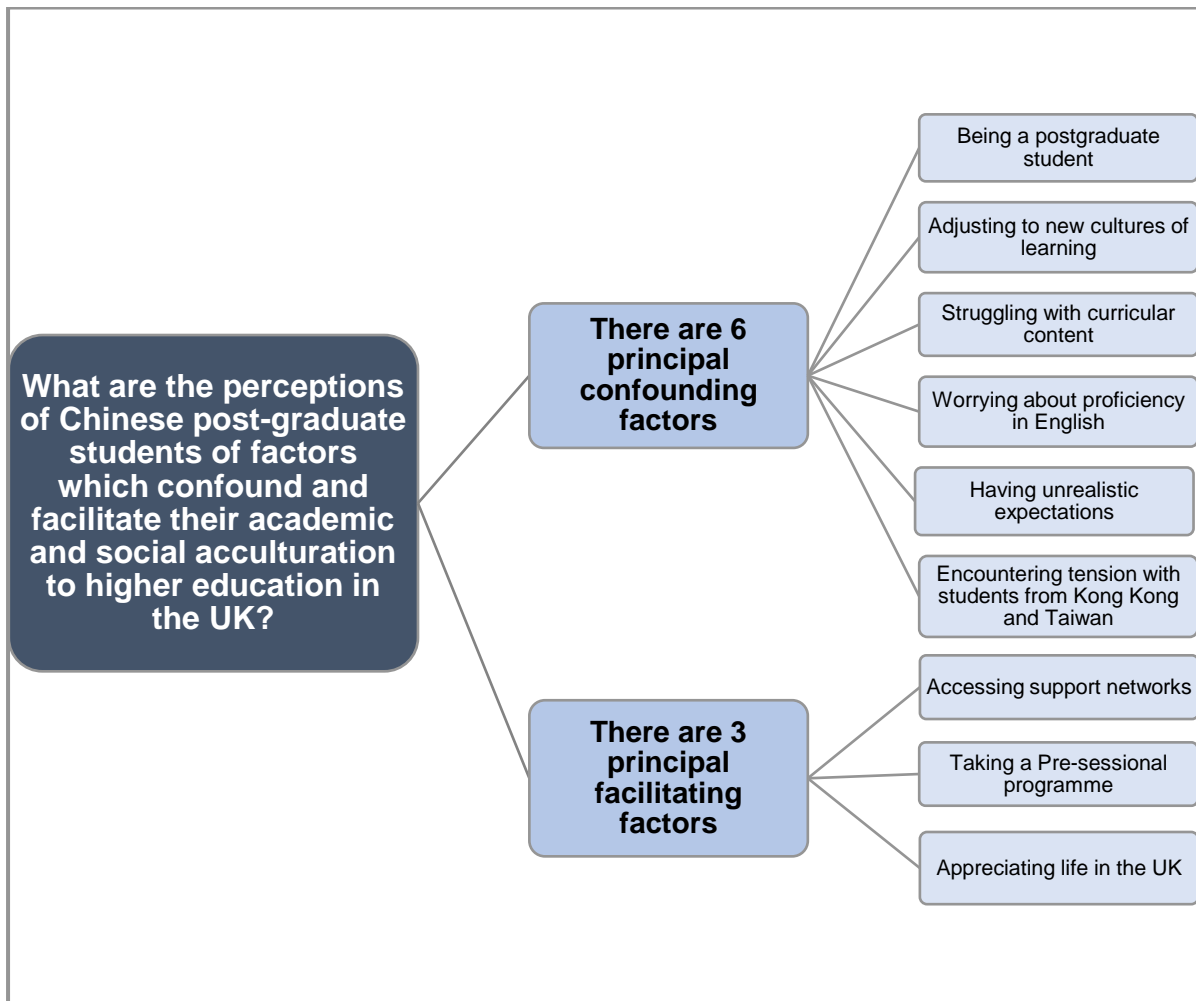 What are the perceptions
of Chinese post-graduate
students of factors
which confound and
facilitate their academic
and social acculturation
to higher education in
the UK?
There are 6
principal
confounding
factors
Being a postgraduate
student
Adjusting to new cultures of
learning
Struggling with curricular
content
Worrying about proficiency
in English
Having unrealistic
expectations
Encountering tension with
students from Kong Kong
and Taiwan
There are 3
principal
facilitating
factors
Accessing support networks
Taking a Pre-sessional
programme
Appreciating life in the UK